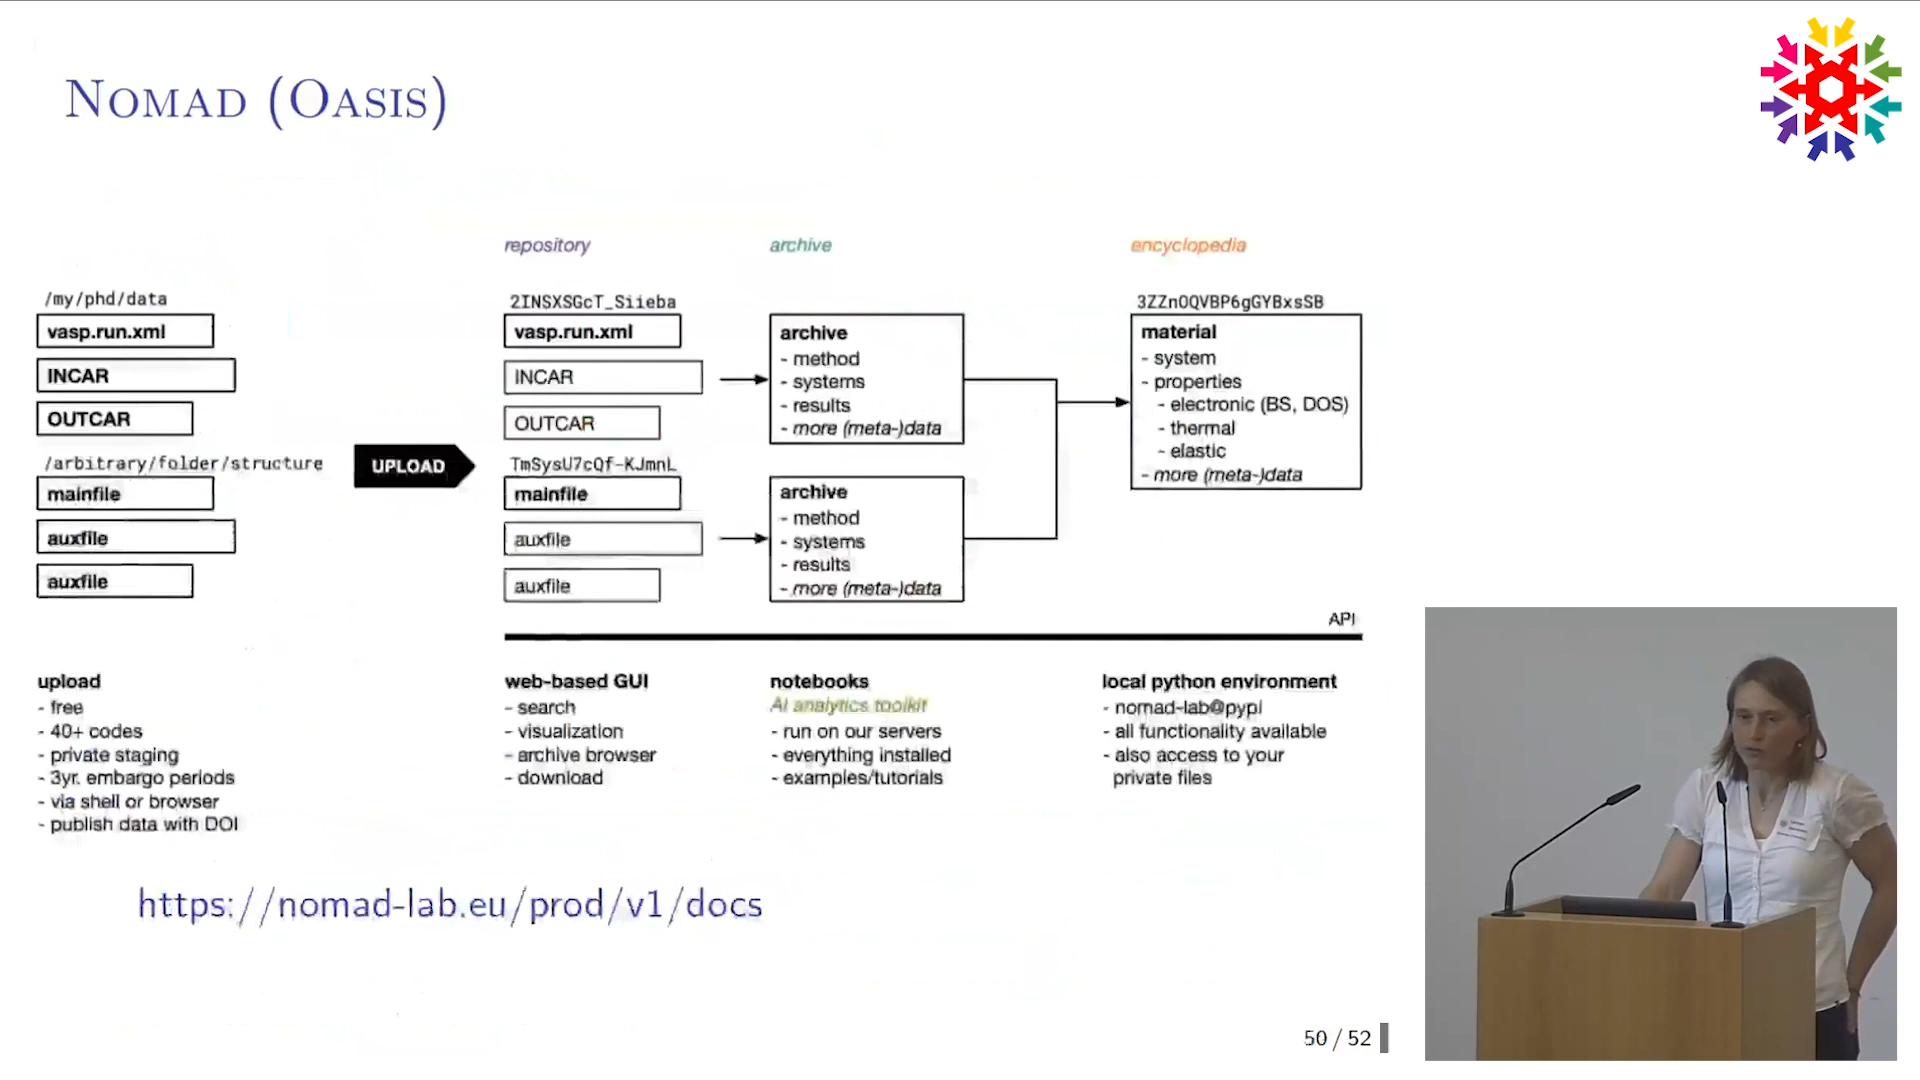 NOMAD (OASIS)
repository
archive
encyclopedia
/my/phd/data
vasp.run.xml
INCAR
OUTCAR
/arbitrary/folder/structure
mainfile
auxfile
auxfile
UPLOAD
2INSXSGcT_Siieba
vasp.run.xml
INCAR
OUTCAR
TmSysU7cQf-KJmnL
mainfile
auxfile
auxfile
archive
- method
- systems
- results
- more (meta-)data
archive
- method
- systems
- results
- more (meta-)data
3ZZnOQVBP6gGYBxsSB
material
- system
- properties
- electronic (BS, DOS)
- thermal
- elastic
- more (meta-)data
API
upload
- free
- 40+ codes
- private staging
- 3yr. embargo periods
- via shell or browser
- publish data with DOI
web-based GUI
- search
- visualization
- archive browser
- download
notebooks
AI analytics toolkit
- run on our servers
- everything installed
- examples/tutorials
local python environment
- nomad-lab@pypi
- all functionality available
- also access to your
private files
https://nomad-lab.eu/prod/v1/docs
50 / 52